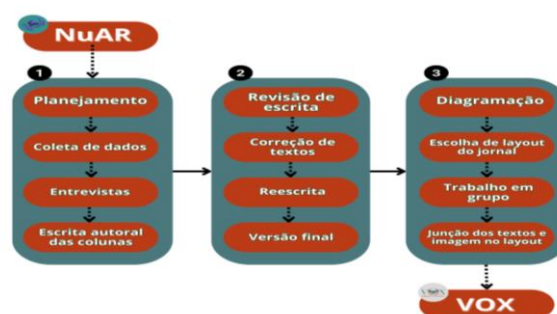 NuAR
1
Planejamento
Coleta de dados
Entrevistas
Escrita autoral
das colunas
2
Revisão de
escrita
Correção de
textos
Reescrita
Versão final
3
Diagramação
Escolha de layout
do jornal
Trabalho em
grupo
Junção dos textos e
imagem no layout
VOX